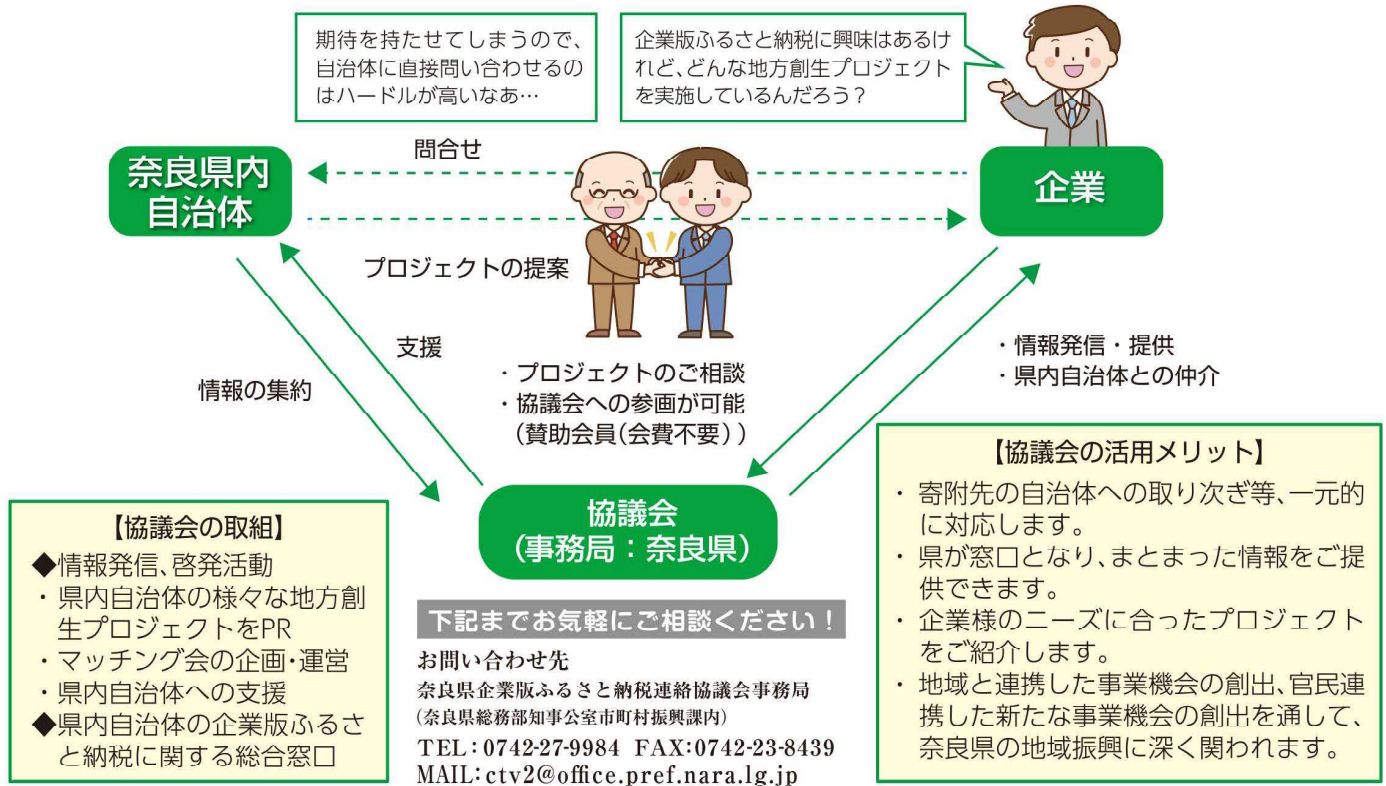 期待を持たせてしまうので、
自治体に直接問い合わせるの
はハードルが高いなあ…
企業版ふるさと納税に興味はあるけ
れど、どんな地方創生プロジェクト
を実施しているんだろう？
問合せ
奈良県内
自治体
企業
プロジェクトの提案
支援
情報の集約
・プロジェクトのご相談
・協議会への参画が可能
（賛助会員（会費不要））
・情報発信・提供
・県内自治体との仲介
協議会
（事務局：奈良県）
【協議会の取組】
◆情報発信、啓発活動
・県内自治体の様々な地方創
生プロジェクトをPR
・マッチング会の企画・運営
・県内自治体への支援
◆県内自治体の企業版ふるさ
と納税に関する総合窓口
下記までお気軽にご相談ください！
お問い合わせ先
奈良県企業版ふるさと納税連絡協議会事務局
（奈良県総務部知事公室市町村振興課内）
TEL：0742-27-9984 FAX：0742-23-8439
MAIL：ctv2@office.pref.nara.lg.jp
【協議会の活用メリット】
・寄附先の自治体への取り次ぎ等、一元的
に対応します。
・県が窓口となり、まとまった情報をご提
供できます。
・企業様のニーズに合ったプロジェクト
をご紹介します。
・地域と連携した事業機会の創出、官民連
携した新たな事業機会の創出を通して、
奈良県の地域振興に深く関われます。